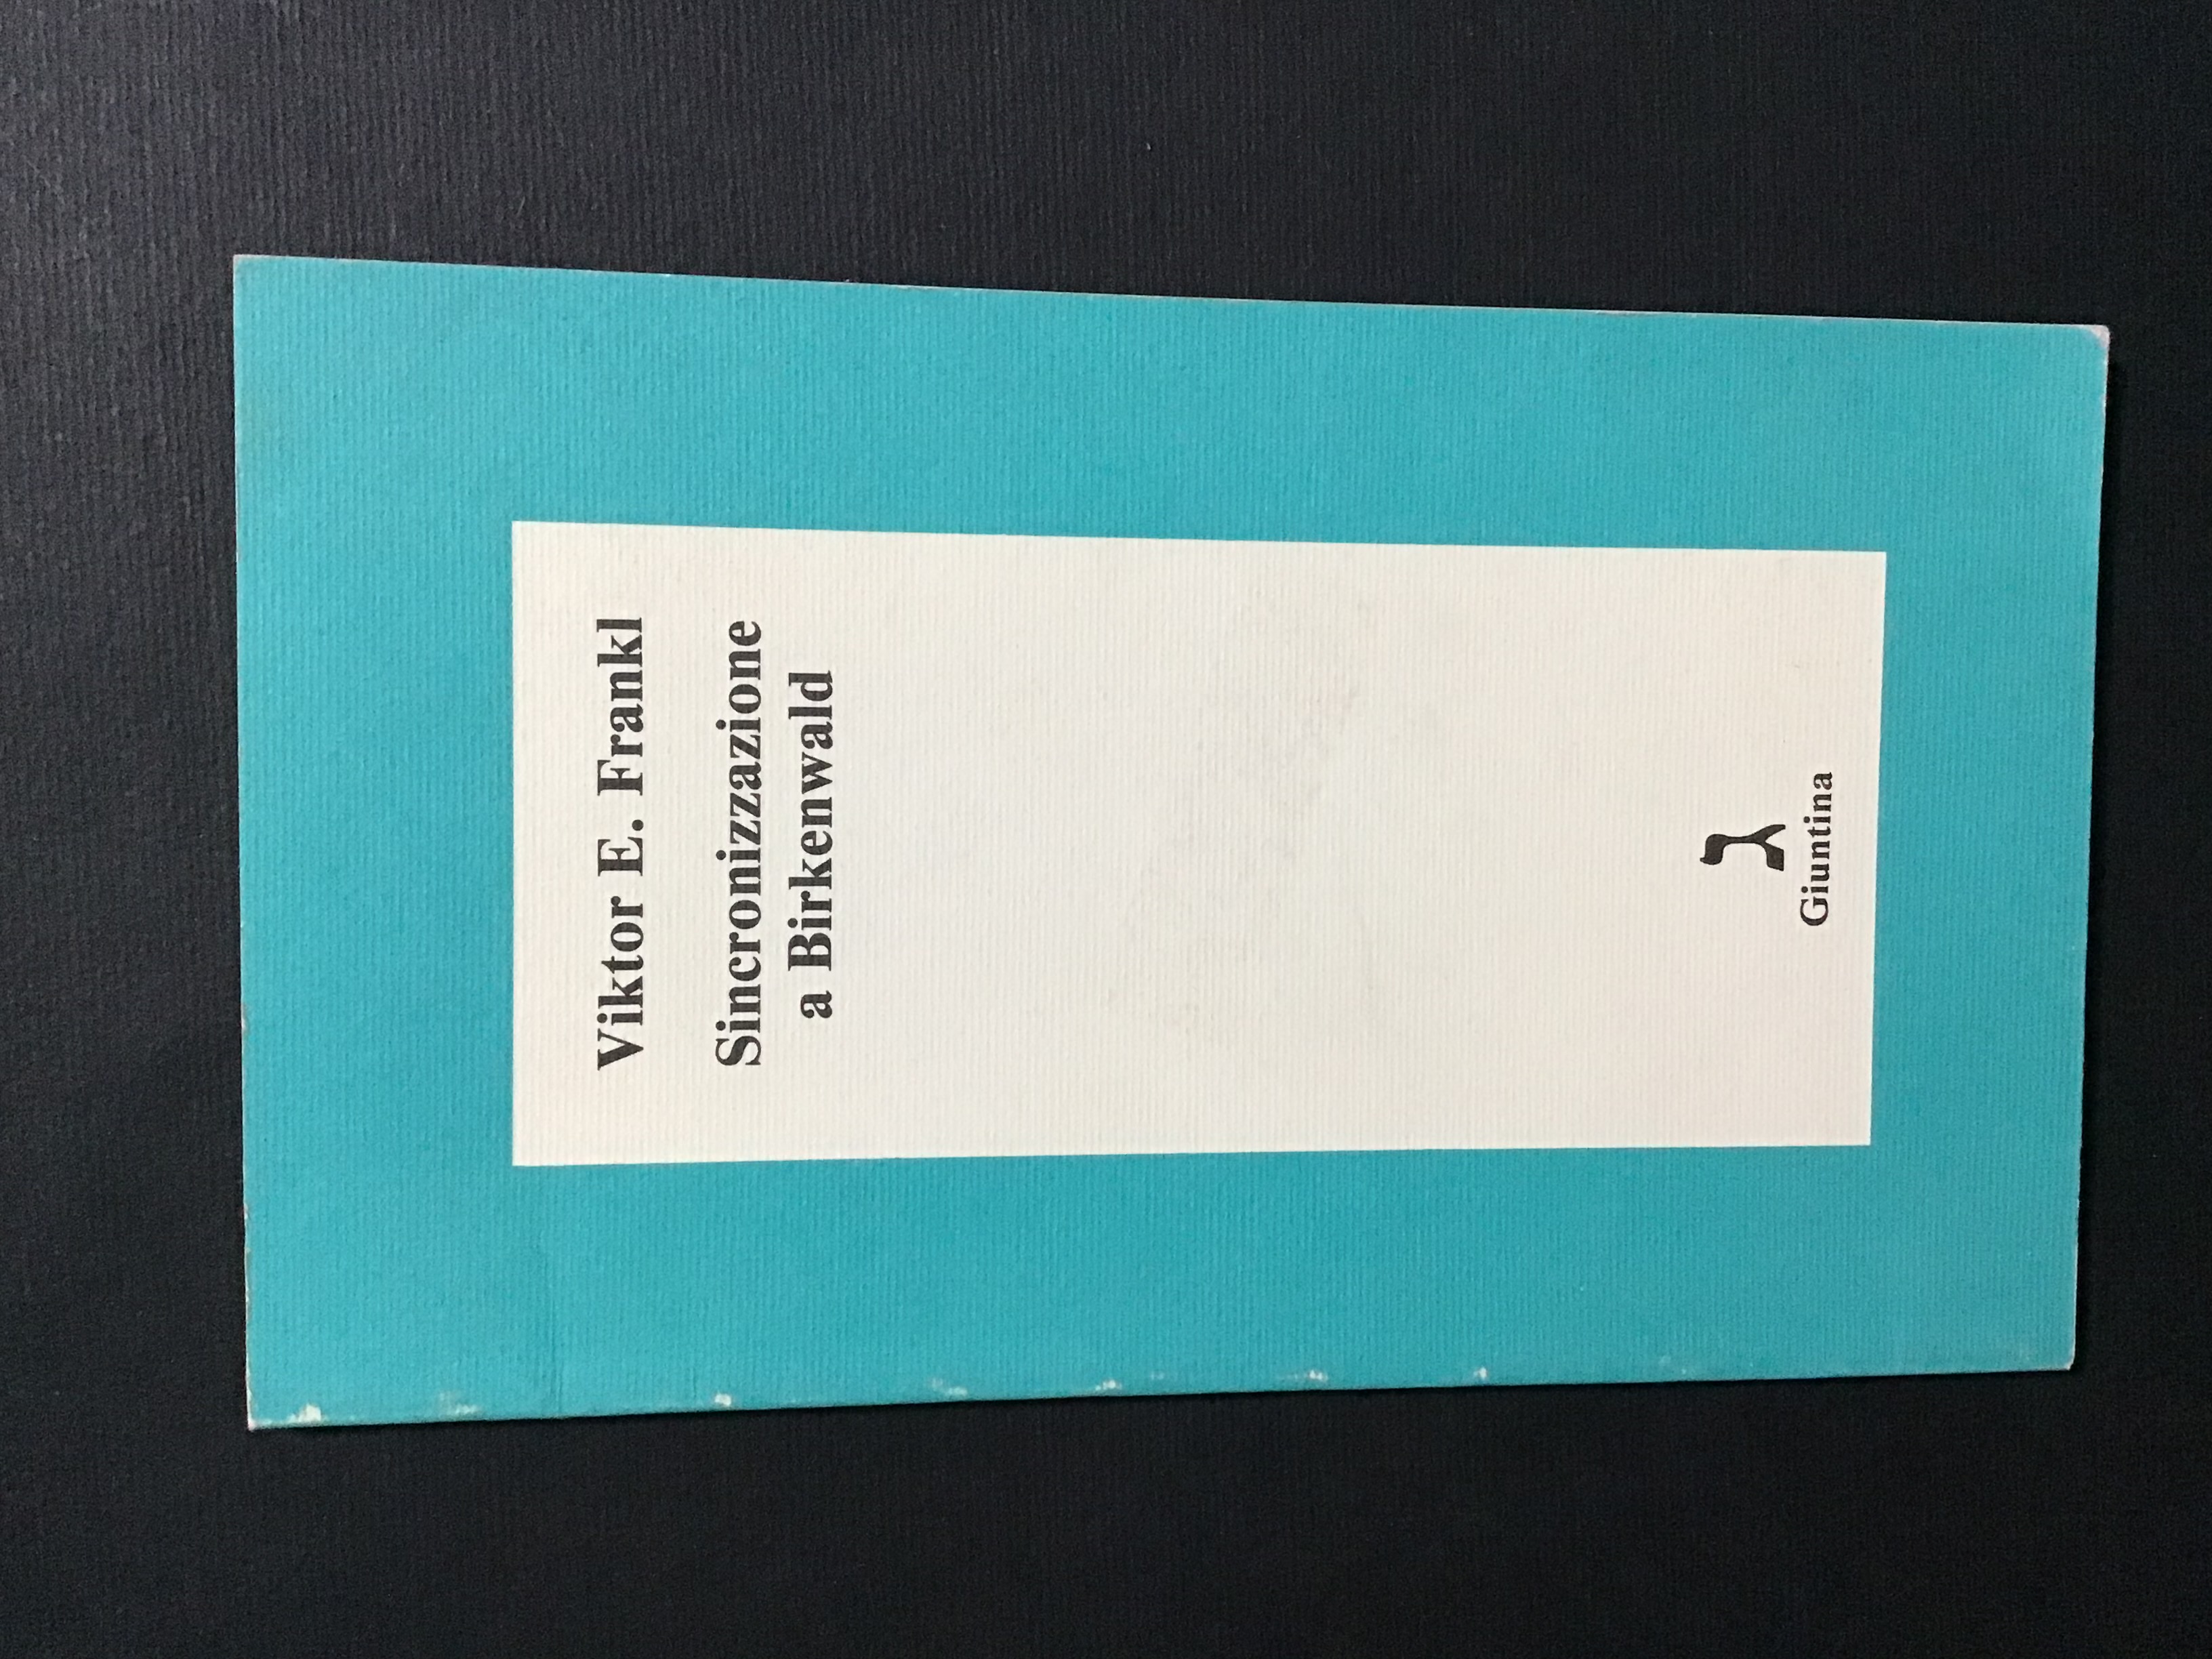 Viktor E. Frankl
Sincronizzazione
a Birkenwald
ג
Giuntina